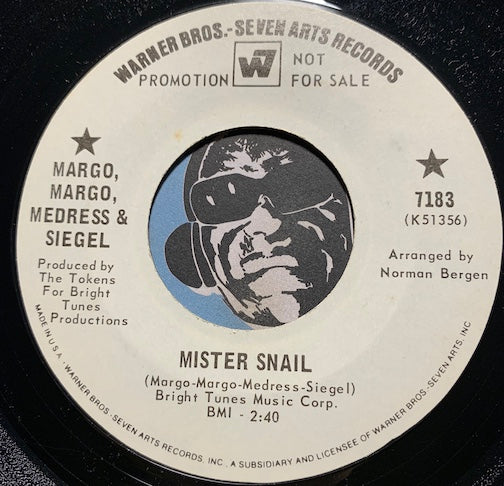 WARNER BROS.-SEVEN ARTS RECORDS
PROMOTION W7 NOT
FOR SALE
★
MARGO,
MARGO,
MEDRESS &
SIEGEL
Produced by
The Tokens
For Bright
Tunes
Productions
★
7183
(K51356)
Arranged by
Norman Bergen
MISTER SNAIL
(Margo-Margo-Medress-Siegel)
Bright Tunes Music Corp.
BMI - 2:40
MADE IN U.S.A. • WARNER BROS.-SEVEN ARTS RECORDS, INC., A SUBSIDIARY AND LICENSEE OF WARNER BROS.-SEVEN ARTS, INC.